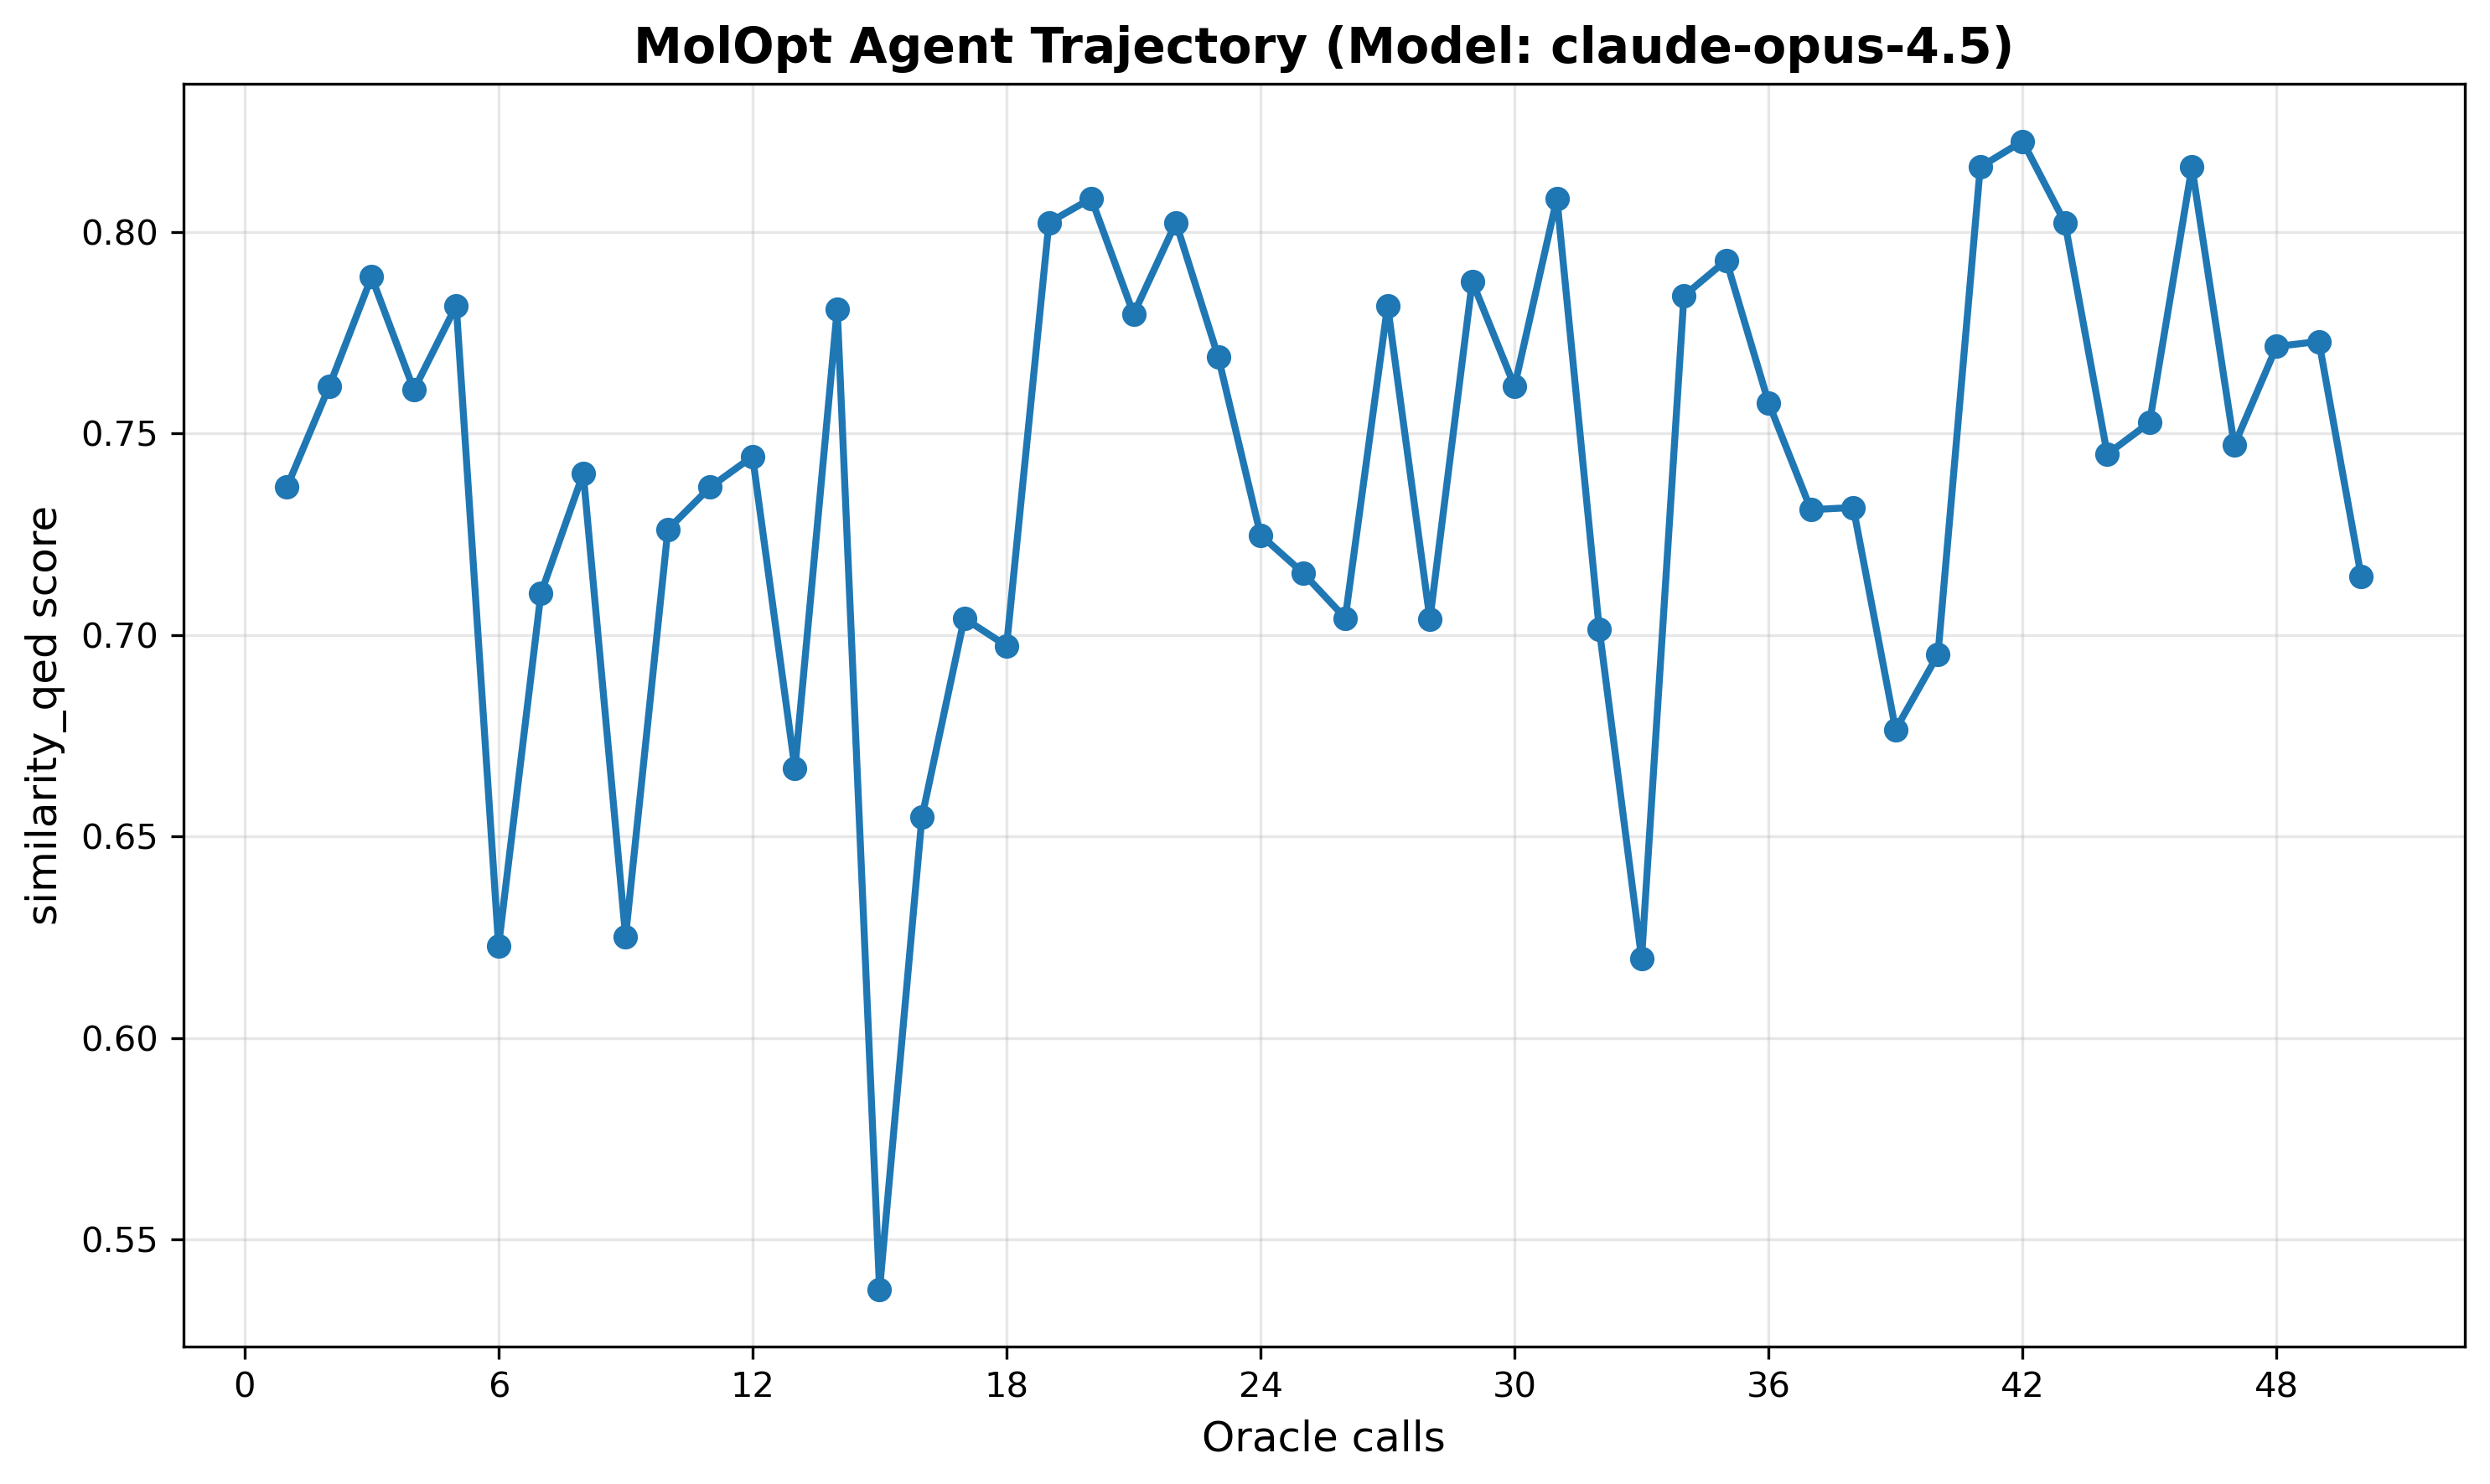 MolOpt Agent Trajectory (Model: claude-opus-4.5)
similarity_qed score
0.80
0.75
0.70
0.65
0.60
0.55
0 6 12 18 24 30 36 42 48
Oracle calls